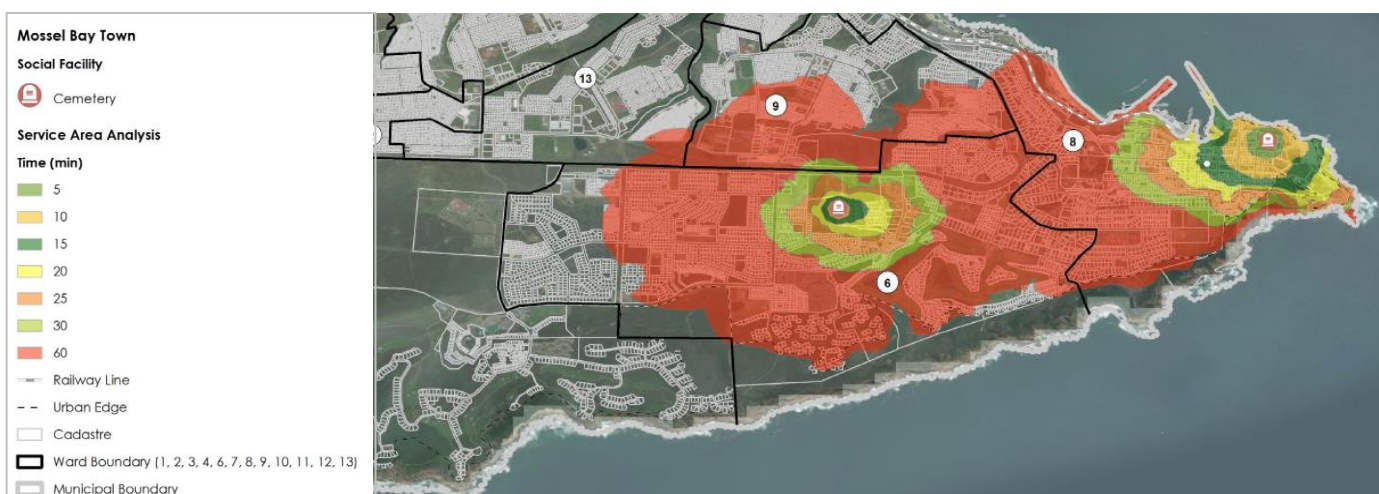 Mossel Bay Town
Social Facility
Cemetery
Service Area Analysis
Time (min)
5
10
15
20
25
30
60
Railway Line
Urban Edge
Cadastre
Ward Boundary (1, 2, 3, 4, 6, 7, 8, 9, 10, 11, 12, 13)
Municipal Boundary
13
9
8
6